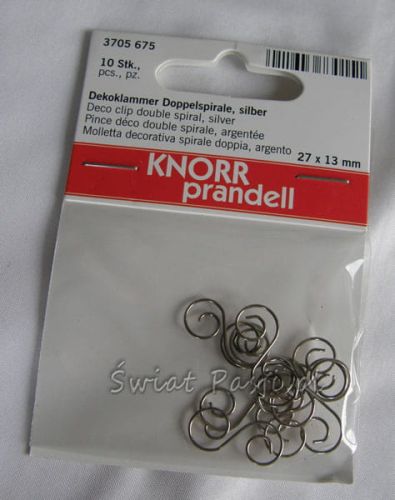 3705 675
10 Stk.,
pcs., pz.
Dekoklammer Doppelspirale, silber
Deco clip double spiral, silver
Pince déco double spirale, argentée
Molletta decorativa spirale doppia, argento
27 x 13 mm
KNORR
prandell
Świat Pasji.pl